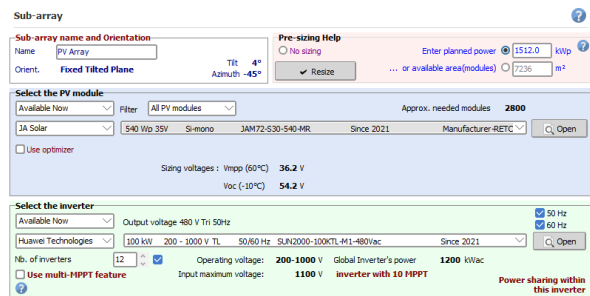 Sub-array
?
Sub-array name and Orientation
Name PV Array
Orient. Fixed Tilted Plane
Tilt 4°
Azimuth -45°
Pre-sizing Help
No sizing
Enter planned power 1512.0 kWp ?
Resize
... or available area(modules) 7236 m²
Select the PV module
Available Now Filter All PV modules Approx. needed modules 2800
JA Solar 540 Wp 35V Si-mono JAM72-S30-540-MR Since 2021 Manufacturer-RETC Open
Use optimizer
Sizing voltages : Vmpp (60°C) 36.2 V
Voc (-10°C) 54.2 V
Select the inverter
50 Hz
Available Now Output voltage 480 V Tri 50Hz
60 Hz
Huawei Technologies 100 kW 200 - 1000 V TL 50/60 Hz SUN2000-100KTL-M1-480Vac Since 2021 Open
Nb. of inverters 12 Operating voltage: 200-1000 V Global Inverter's power 1200 kWac
Use multi-MPPT feature Input maximum voltage: 1100 V inverter with 10 MPPT
?
Power sharing within
this inverter